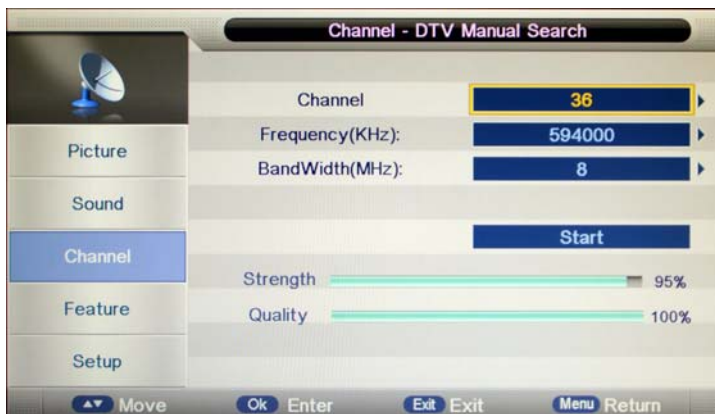 Channel - DTV Manual Search
Channel 36
Frequency(KHz): 594000
BandWidth(MHz): 8
Start
Strength 95%
Quality 100%
Picture
Sound
Channel
Feature
Setup
Move Ok Enter Exit Exit Menu Return